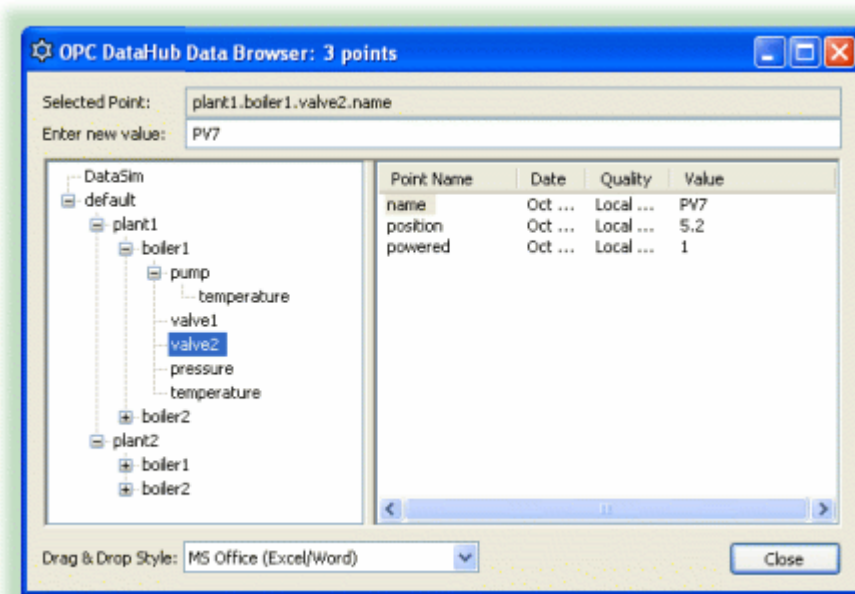 OPC DataHub Data Browser: 3 points
Selected Point: plant1.boiler1.valve2.name
Enter new value: PV7
DataSim
default
plant1
boiler1
pump
temperature
valve1
valve2
pressure
temperature
boiler2
plant2
boiler1
boiler2
Point Name Date Quality Value
name Oct ... Local ... PV7
position Oct ... Local ... 5.2
powered Oct ... Local ... 1
Drag & Drop Style: MS Office (Excel/Word)
Close